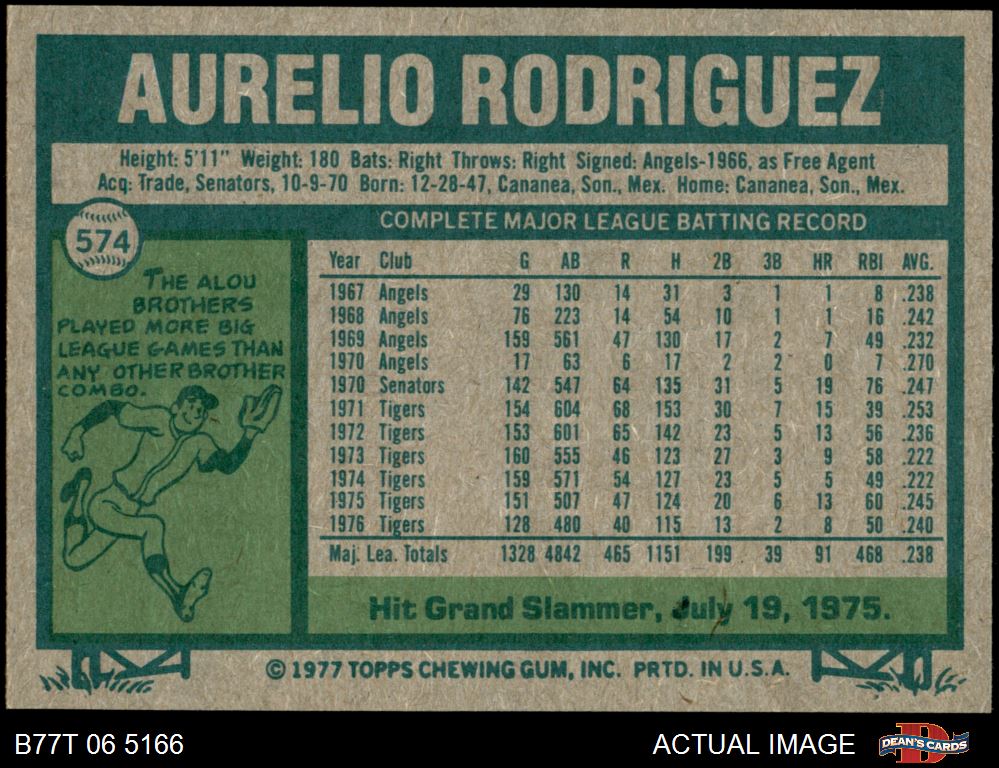 AURELIO RODRIGUEZ
Height: 5'11" Weight: 180 Bats: Right Throws: Right Signed: Angels-1966, as Free Agent
Acq: Trade, Senators, 10-9-70 Born: 12-28-47, Cananea, Son., Mex. Home: Cananea, Son., Mex.
574
THE ALOU
BROTHERS
PLAYED MORE BIG
LEAGUE GAMES THAN
ANY OTHER BROTHER
COMBO.
COMPLETE MAJOR LEAGUE BATTING RECORD
Year Club G AB R H 2B 3B HR RBI AVG.
1967 Angels 29 130 14 31 3 1 1 8 .238
1968 Angels 76 223 14 54 10 1 1 16 .242
1969 Angels 159 561 47 130 17 2 7 49 .232
1970 Angels 17 63 6 17 2 2 0 7 .270
1970 Senators 142 547 64 135 31 5 19 76 .247
1971 Tigers 154 604 68 153 30 7 15 39 .253
1972 Tigers 153 601 65 142 23 5 13 56 .236
1973 Tigers 160 555 46 123 27 3 9 58 .222
1974 Tigers 159 571 54 127 23 5 5 49 .222
1975 Tigers 151 507 47 124 20 6 13 60 .245
1976 Tigers 128 480 40 115 13 2 8 50 .240
Maj. Lea. Totals 1328 4842 465 1151 199 39 91 468 .238
Hit Grand Slammer, July 19, 1975.
© 1977 TOPPS CHEWING GUM, INC. PRTD. IN U.S.A.
B77T 06 5166
ACTUAL IMAGE
DEAN'S CARDS